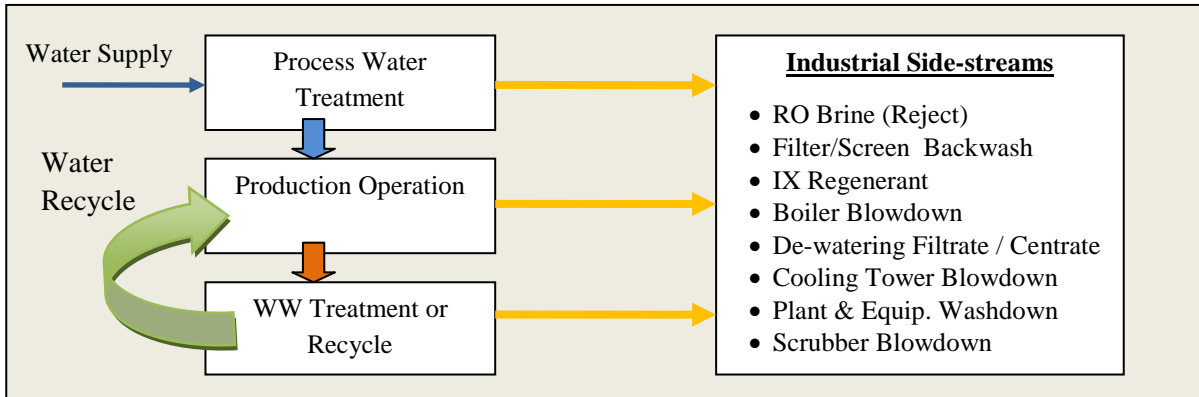 Water Supply
Process Water
Treatment
Water
Recycle
Production Operation
WW Treatment or
Recycle
Industrial Side-streams
• RO Brine (Reject)
• Filter/Screen Backwash
• IX Regenerant
• Boiler Blowdown
• De-watering Filtrate / Centrate
• Cooling Tower Blowdown
• Plant & Equip. Washdown
• Scrubber Blowdown